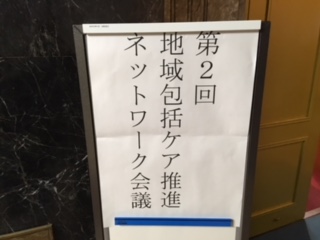 第2回
地域包括ケア推進
ネットワーク会議